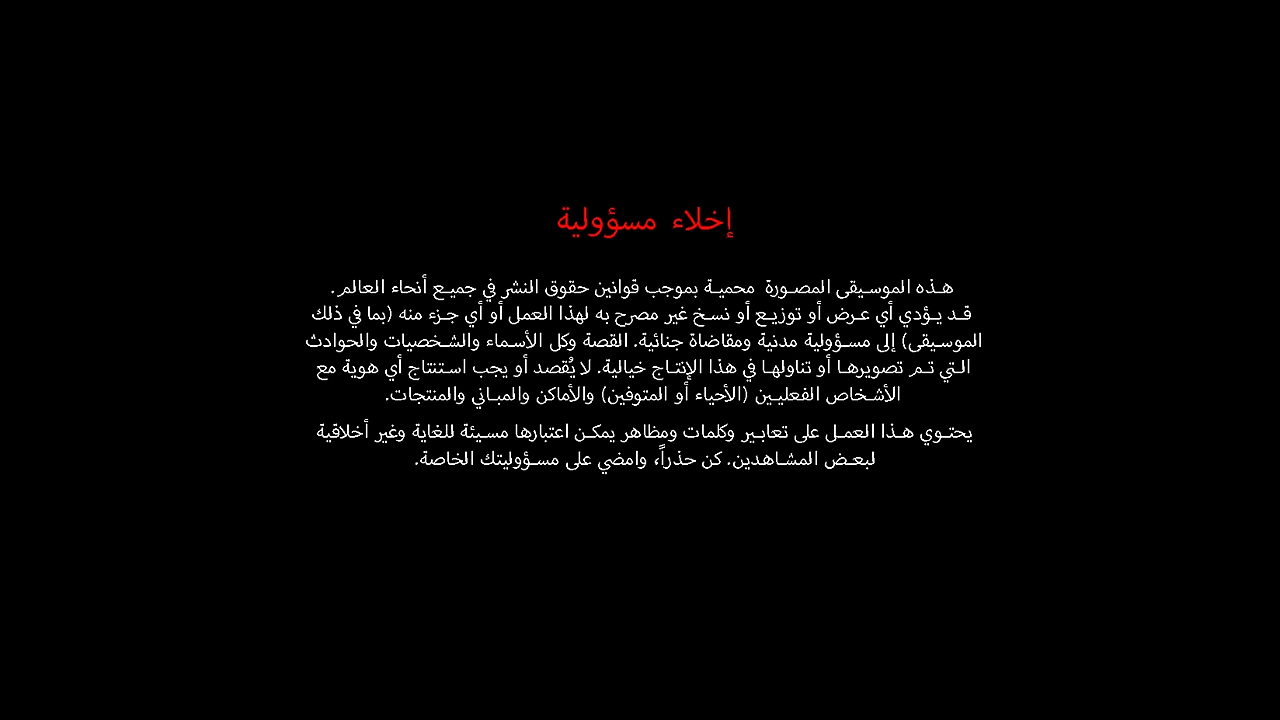 إخلاء مسؤولية
هـذه الموسـيقى المصـورة محميـة بموجب قوانين حقوق النشر في جميـع أنحاء العالم.
قـد يـؤدي أي عـرض أو توزيـع أو نسـخ غير مصرح به لهذا العمل أو أي جـزء منه (بما في ذلك
الموسـيقى) إلى مسـؤولية مدنية ومقاضاة جنائية. القصة وكل الأسـماء والشـخصيات والحوادث
الـتي تـم تصويرهـا أو تناولهـا في هذا الإنتـاج خيالية. لا يُقصد أو يجب اسـتنتاج أي هوية مع
الأشـخاص الفعليـين (الأحياء أو المتوفين) والأماكن والمبـاني والمنتجات.
يحتـوي هـذا العمـل على تعابـير وكلمات ومظاهر يمكـن اعتبارها مسـيئة للغاية وغير أخلاقية
لبعـض المشـاهدين. كن حذراً، وامضي على مسـؤوليتك الخاصة.